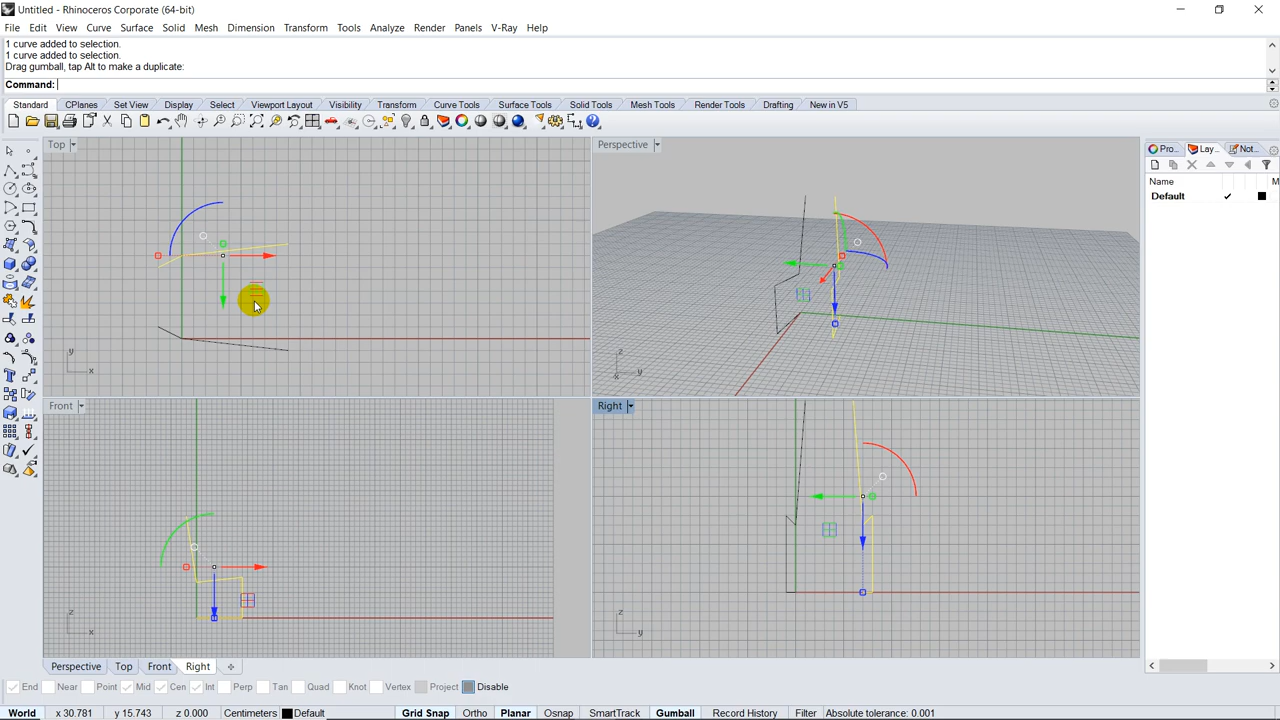 Untitled - Rhinoceros Corporate (64-bit)
File Edit View Curve Surface Solid Mesh Dimension Transform Tools Analyze Render Panels V-Ray Help
1 curve added to selection.
1 curve added to selection.
Drag gumball, tap Alt to make a duplicate:
Command:
Standard CPlanes Set View Display Select Viewport Layout Visibility Transform Curve Tools Surface Tools Solid Tools Mesh Tools Render Tools Drafting New in V5
Top Perspective
Pro... Lay... Not...
Name M
Default
y x
z y x
Front Right
z x
z y
Perspective Top Front Right
End Near Point Mid Cen Int Perp Tan Quad Knot Vertex Project Disable
World x 30.781 y 15.743 z 0.000 Centimeters Default Grid Snap Ortho Planar Osnap SmartTrack Gumball Record History Filter Absolute tolerance: 0.001